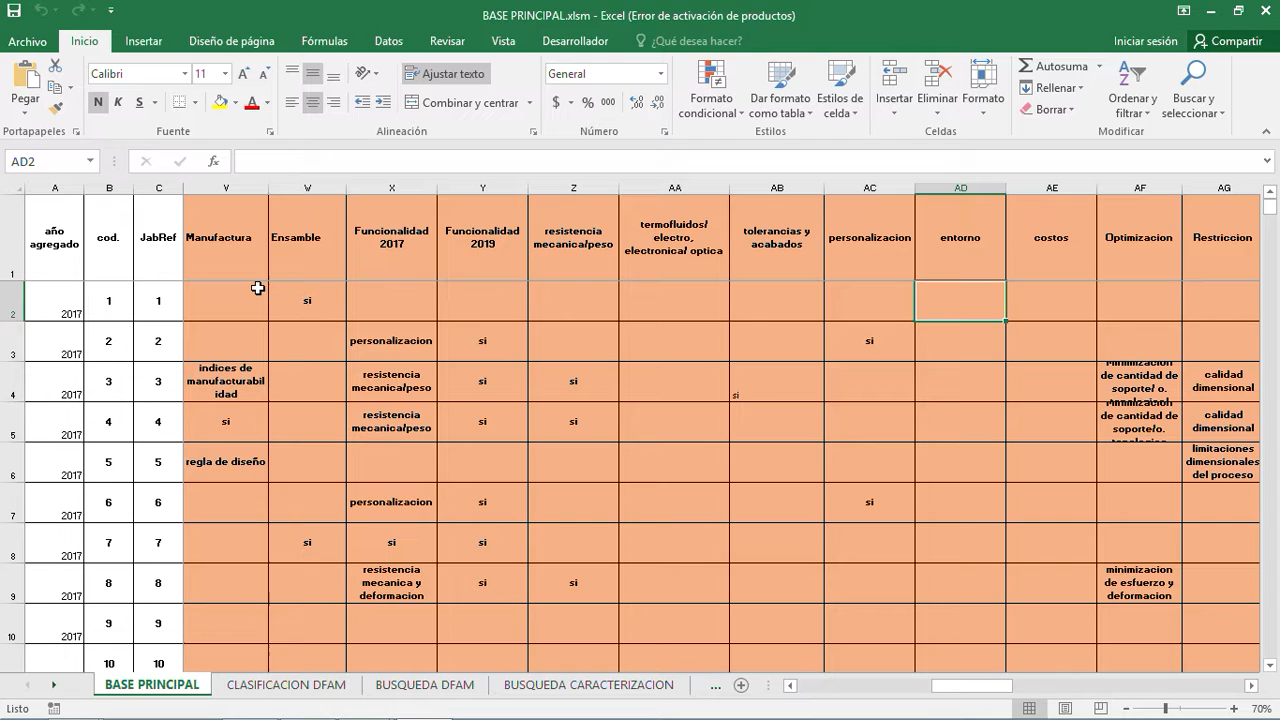 BASE PRINCIPAL.xlsm - Excel (Error de activación de productos)
Archivo Inicio Insertar Diseño de página Fórmulas Datos Revisar Vista Desarrollador ¿Qué desea hacer? Iniciar sesión Compartir
Calibri 11 Ajustar texto General Autosuma
Rellenar
Pegar N K S A Combinar y centrar $ % 000 Formato condicional Dar formato como tabla Estilos de celda Insertar Eliminar Formato Borrar Ordenar y filtrar Buscar y seleccionar
Portapapeles Fuente Alineación Número Estilos Celdas Modificar
AD2 fx
A B C V W X Y Z AA AB AC AD AE AF AG
1 año agregado cod. JabRef Manufactura Ensamble Funcionalidad 2017 Funcionalidad 2019 resistencia mecanica/peso termofluidos/ electro, electronica/ optica tolerancias y acabados personalizacion entorno costos Optimizacion Restriccion
2 2017 1 1 si
3 2017 2 2 personalizacion si si
4 2017 3 3 indices de manufacturabilidad resistencia mecanica/peso si si si minimizacion de cantidad de soporte/ o. calidad dimensional
5 2017 4 4 si resistencia mecanica/peso si si de cantidad de soporte/o. calidad dimensional
6 2017 5 5 regla de diseño limitaciones dimensionales del proceso
7 2017 6 6 personalizacion si si
8 2017 7 7 si si si
9 2017 8 8 resistencia mecanica y deformacion si si minimizacion de esfuerzo y deformacion
10 2017 9 9
10 10
BASE PRINCIPAL CLASIFICACION DFAM BUSQUEDA DFAM BUSQUEDA CARACTERIZACION ...
Listo 70%